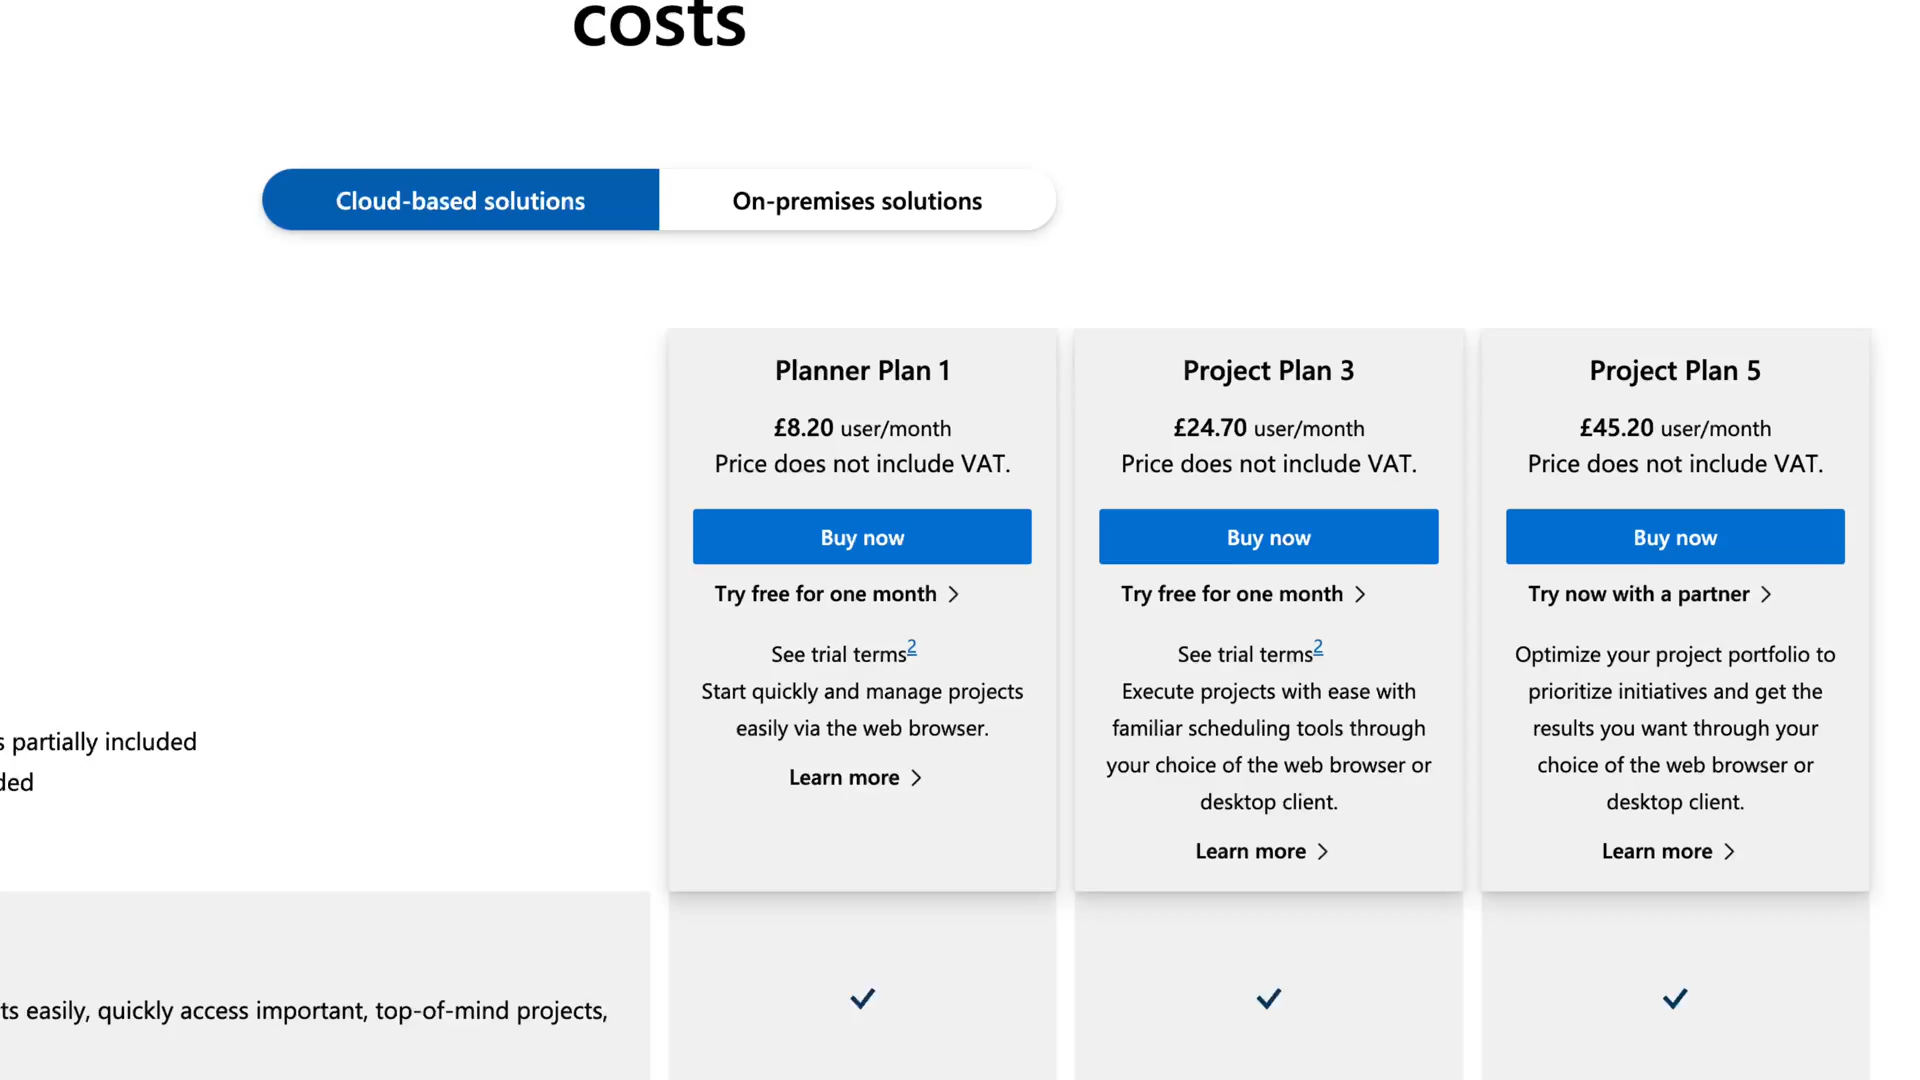 costs
Cloud-based solutions
On-premises solutions
Planner Plan 1
£8.20 user/month
Price does not include VAT.
Buy now
Try free for one month
See trial terms2
Start quickly and manage projects
easily via the web browser.
Learn more
Project Plan 3
£24.70 user/month
Price does not include VAT.
Buy now
Try free for one month
See trial terms2
Execute projects with ease with
familiar scheduling tools through
your choice of the web browser or
desktop client.
Learn more
Project Plan 5
£45.20 user/month
Price does not include VAT.
Buy now
Try now with a partner
Optimize your project portfolio to
prioritize initiatives and get the
results you want through your
choice of the web browser or
desktop client.
Learn more
partially included
easily, quickly access important, top-of-mind projects,